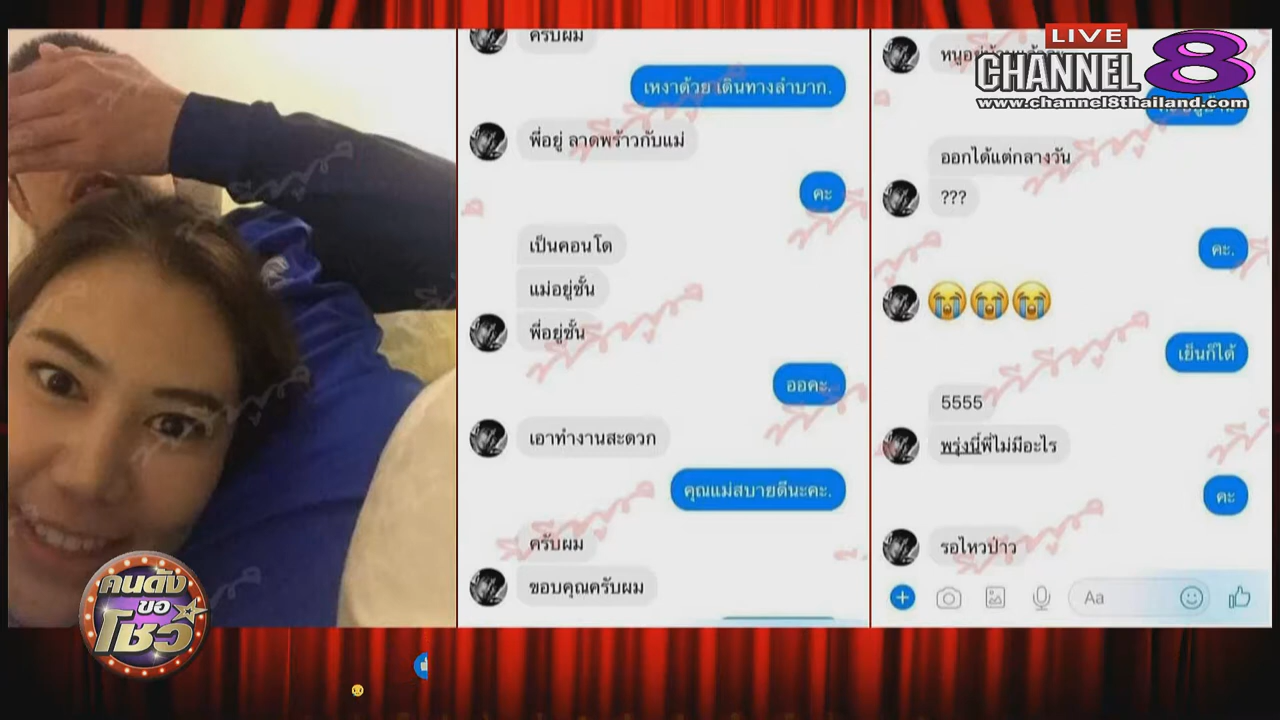 ครับผม
เหงาด้วย เดินทางลำบาก.
พี่อยู่ ลาดพร้าวกับแม่
คะ
เป็นคอนโด
แม่อยู่ชั้น
พี่อยู่ชั้น
ออคะ.
เอาทำงานสะดวก
คุณแม่สบายดีนะคะ.
ครับผม
ขอบคุณครับผม
LIVE
CHANNEL 8
www.channel8thailand.com
ออกได้แต่กลางวัน
???
คะ.
เย็นก็ได้
5555
พรุ่งนี้พี่ไม่มีอะไร
คะ
รอไหวป่าว
Aa
คนดัง
ขอ
โชว์